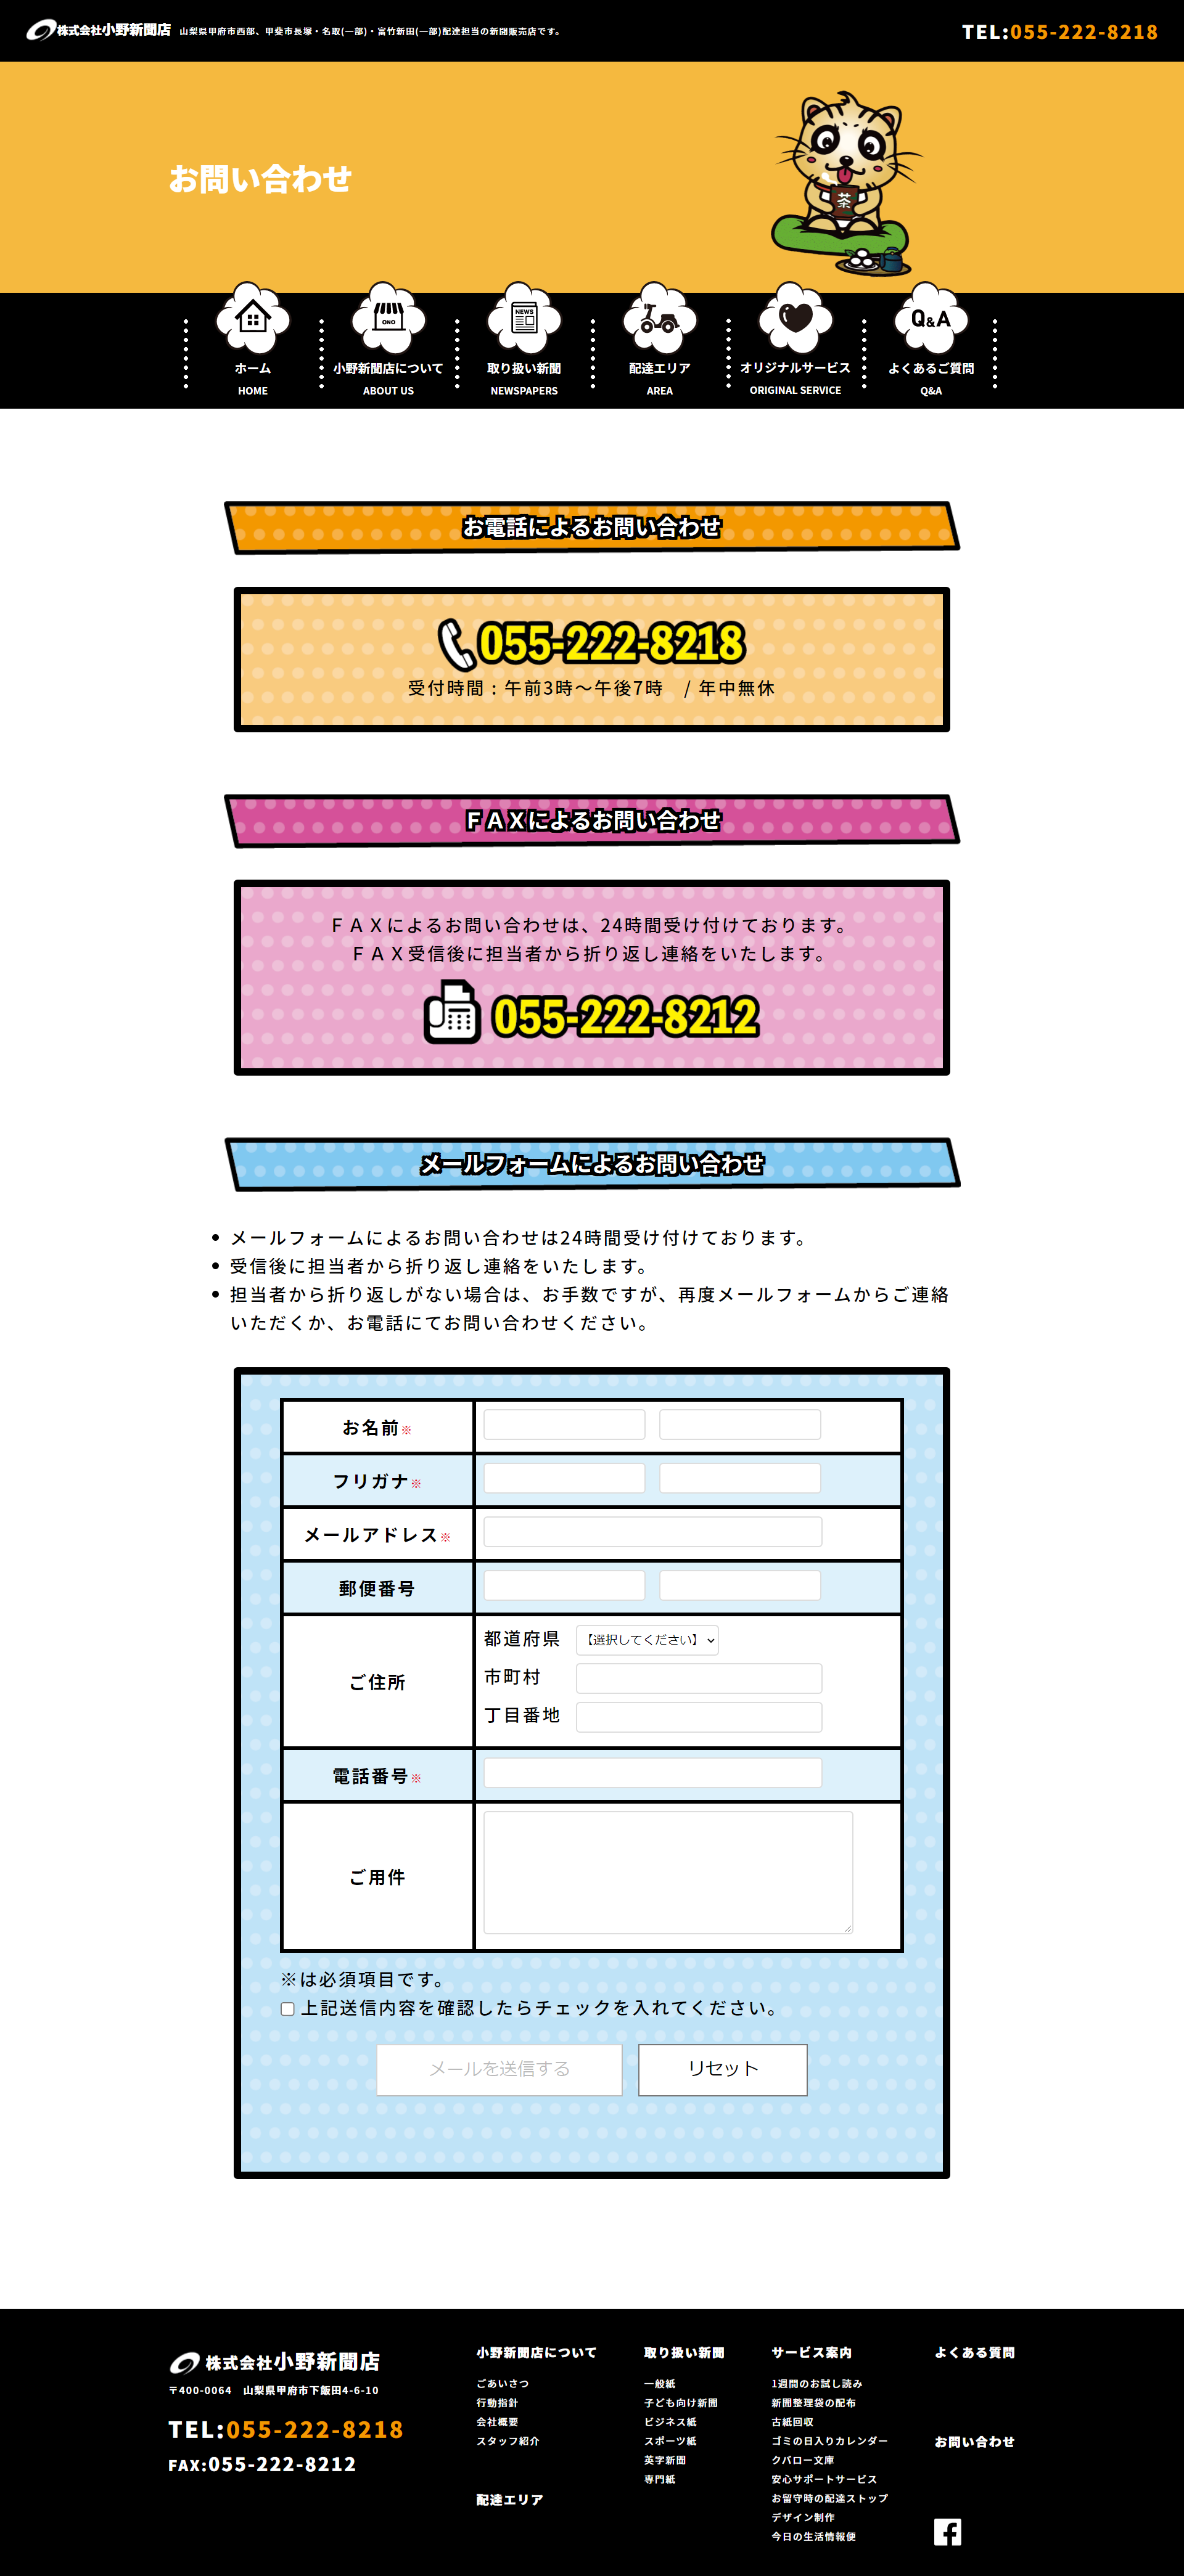 株式会社小野新聞店 山梨県甲府市西部、甲斐市長塚・名取(一部)・富竹新田(一部)配達担当の新聞販売店です。
TEL:055-222-8218
お問い合わせ
茶
NEWS
ONO
Q&A
ホーム
HOME
小野新聞店について
ABOUT US
取り扱い新聞
NEWSPAPERS
配達エリア
AREA
オリジナルサービス
ORIGINAL SERVICE
よくあるご質問
Q&A
お電話によるお問い合わせ
055-222-8218
受付時間：午前3時～午後7時　/ 年中無休
ＦＡＸによるお問い合わせ
ＦＡＸによるお問い合わせは、24時間受け付けております。
ＦＡＸ受信後に担当者から折り返し連絡をいたします。
055-222-8212
メールフォームによるお問い合わせ
メールフォームによるお問い合わせは24時間受け付けております。
受信後に担当者から折り返し連絡をいたします。
担当者から折り返しがない場合は、お手数ですが、再度メールフォームからご連絡
いただくか、お電話にてお問い合わせください。
お名前※
フリガナ※
メールアドレス※
郵便番号
ご住所
都道府県 【選択してください】
市町村
丁目番地
電話番号※
ご用件
※は必須項目です。
上記送信内容を確認したらチェックを入れてください。
メールを送信する リセット
株式会社小野新聞店
〒400-0064　山梨県甲府市下飯田4-6-10
TEL:055-222-8218
FAX:055-222-8212
小野新聞店について
ごあいさつ
行動指針
会社概要
スタッフ紹介
配達エリア
取り扱い新聞
一般紙
子ども向け新聞
ビジネス紙
スポーツ紙
英字新聞
専門紙
サービス案内
1週間のお試し読み
新聞整理袋の配布
古紙回収
ゴミの日入りカレンダー
クバロー文庫
安心サポートサービス
お留守時の配達ストップ
デザイン制作
今日の生活情報便
よくある質問
お問い合わせ